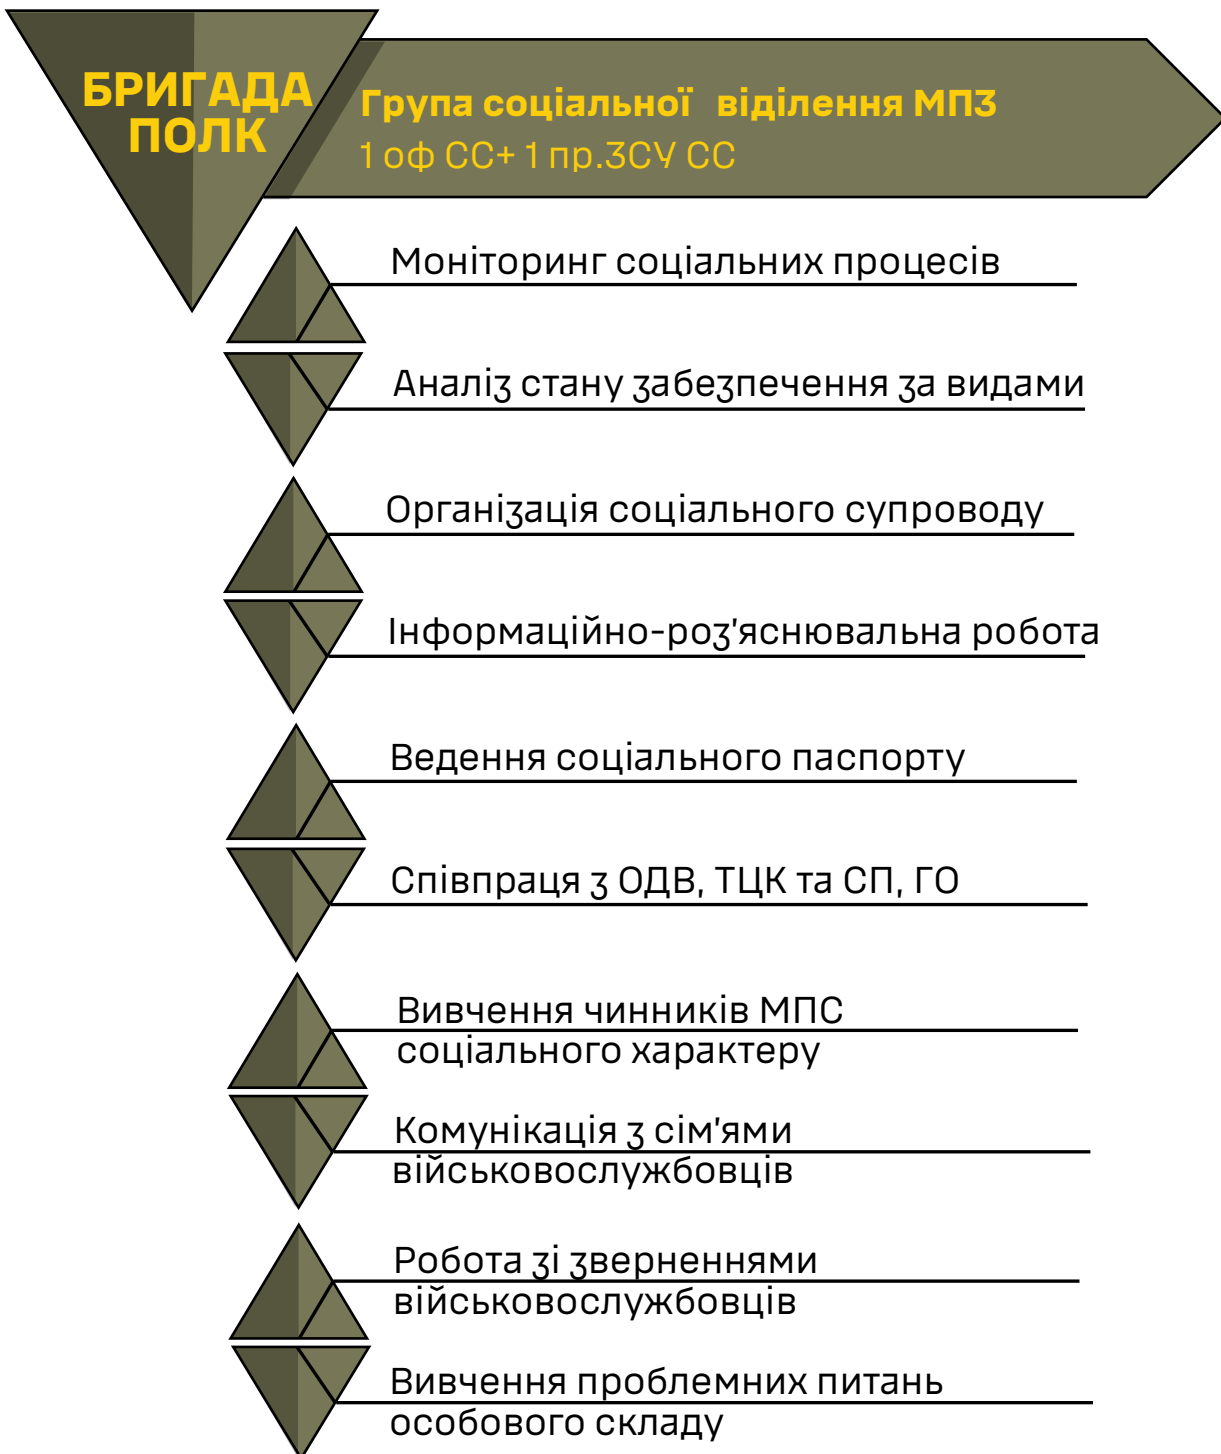 БРИГАДА
ПОЛК
Група соціальної віділення МПЗ
1 оф СС+ 1 пр.ЗСУ СС
Моніторинг соціальних процесів
Аналіз стану забезпечення за видами
Організація соціального супроводу
Інформаційно-роз'яснювальна робота
Ведення соціального паспорту
Співпраця з ОДВ, ТЦК та СП, ГО
Вивчення чинників МПС
соціального характеру
Комунікація з сім'ями
військовослужбовців
Робота зі зверненнями
військовослужбовців
Вивчення проблемних питань
особового складу